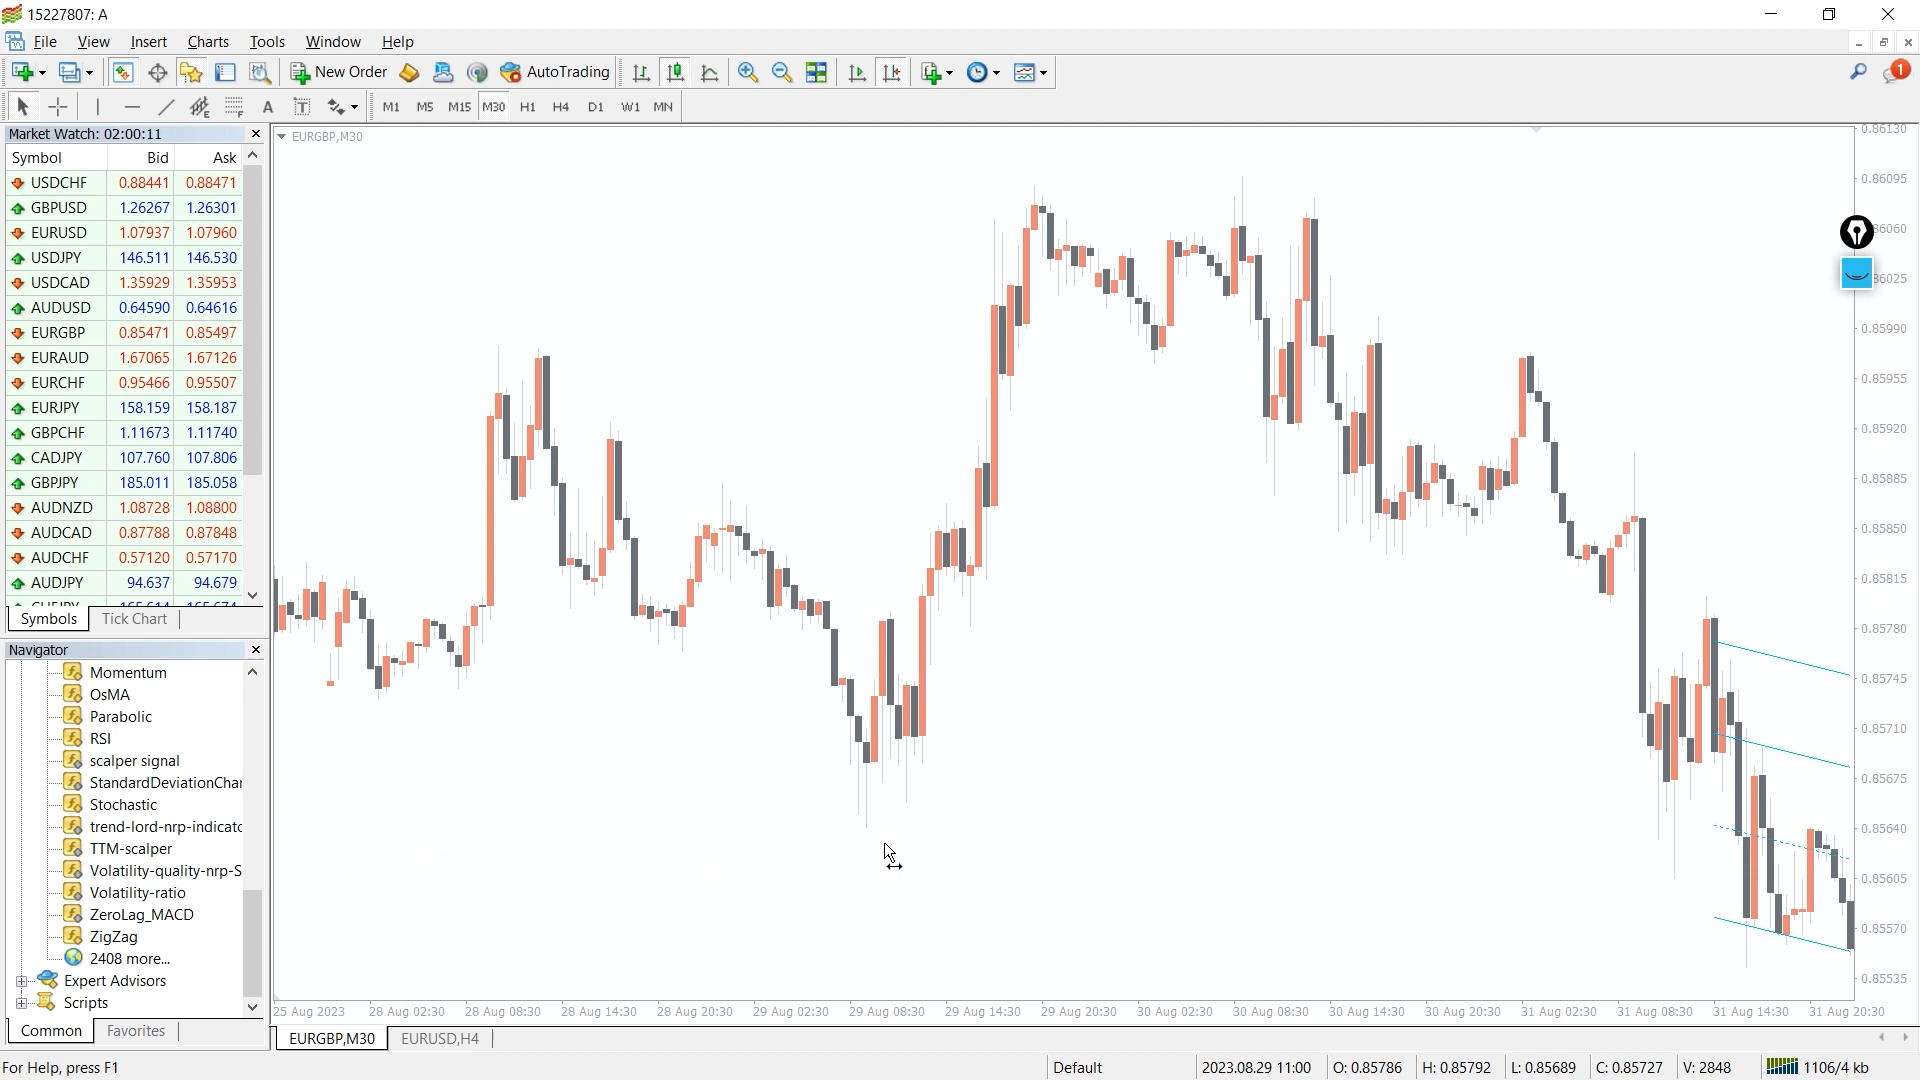 15227807: A
File View Insert Charts Tools Window Help
New Order AutoTrading 1
A T M1 M5 M15 M30 H1 H4 D1 W1 MN
Market Watch: 02:00:11
Symbol Bid Ask
USDCHF 0.88441 0.88471
GBPUSD 1.26267 1.26301
EURUSD 1.07937 1.07960
USDJPY 146.511 146.530
USDCAD 1.35929 1.35953
AUDUSD 0.64590 0.64616
EURGBP 0.85471 0.85497
EURAUD 1.67065 1.67126
EURCHF 0.95466 0.95507
EURJPY 158.159 158.187
GBPCHF 1.11673 1.11740
CADJPY 107.760 107.806
GBPJPY 185.011 185.058
AUDNZD 1.08728 1.08800
AUDCAD 0.87788 0.87848
AUDCHF 0.57120 0.57170
AUDJPY 94.637 94.679
Symbols Tick Chart
Navigator
Momentum
OsMA
Parabolic
RSI
scalper signal
StandardDeviationChar
Stochastic
trend-lord-nrp-indicato
TTM-scalper
Volatility-quality-nrp-S
Volatility-ratio
ZeroLag_MACD
ZigZag
2408 more...
Expert Advisors
Scripts
Common Favorites
EURGBP,M30
0.86130
0.86095
36060
36025
0.85990
0.85955
0.85920
0.85885
0.85850
0.85815
0.85780
0.85745
0.85710
0.85675
0.85640
0.85605
0.85570
0.85535
25 Aug 2023 28 Aug 02:30 28 Aug 08:30 28 Aug 14:30 28 Aug 20:30 29 Aug 02:30 29 Aug 08:30 29 Aug 14:30 29 Aug 20:30 30 Aug 02:30 30 Aug 08:30 30 Aug 14:30 30 Aug 20:30 31 Aug 02:30 31 Aug 08:30 31 Aug 14:30 31 Aug 20:30
EURGBP,M30 EURUSD,H4
For Help, press F1 Default 2023.08.29 11:00 O: 0.85786 H: 0.85792 L: 0.85689 C: 0.85727 V: 2848 1106/4 kb